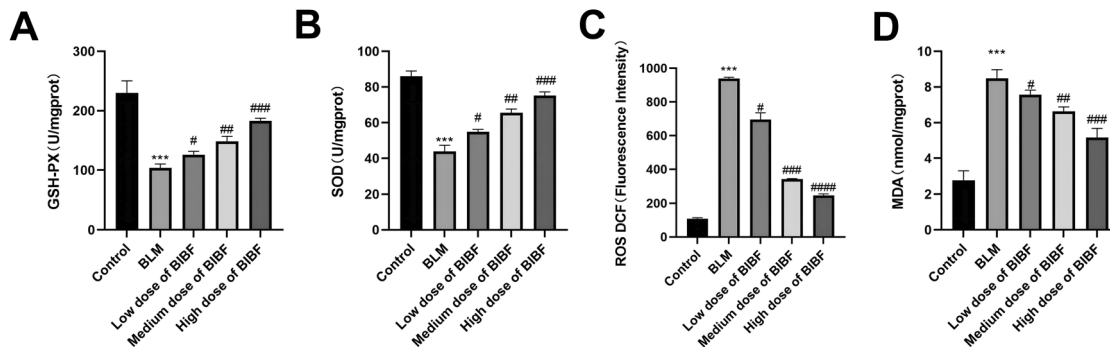 A
GSH-PX(U/mgprot)
300
200
100
0
***
#
##
###
Control
BLM
Low dose of BIBF
Medium dose of BIBF
High dose of BIBF
B
SOD(U/mgprot)
100
80
60
40
20
0
***
#
##
###
Control
BLM
Low dose of BIBF
Medium dose of BIBF
High dose of BIBF
C
ROS DCF(Fluorescence Intensity)
1000
800
600
400
200
0
***
#
###
####
Control
BLM
Low dose of BIBF
Medium dose of BIBF
High dose of BIBF
D
MDA(nmol/mgprot)
10
8
6
4
2
0
***
#
##
###
Control
BLM
Low dose of BIBF
Medium dose of BIBF
High dose of BIBF